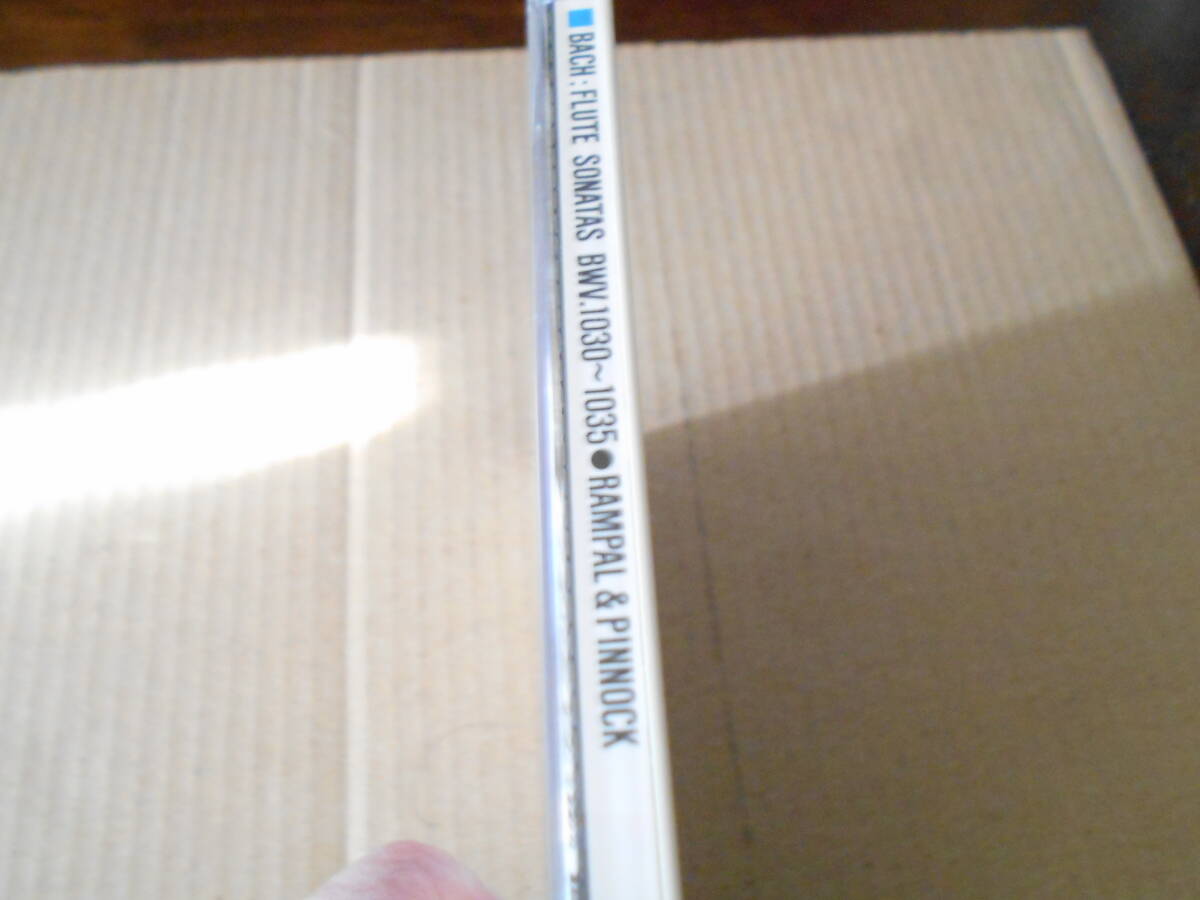 ■BACH:FLUTE SONATAS BWV.1030~1035●RAMPAL & PINNOCK